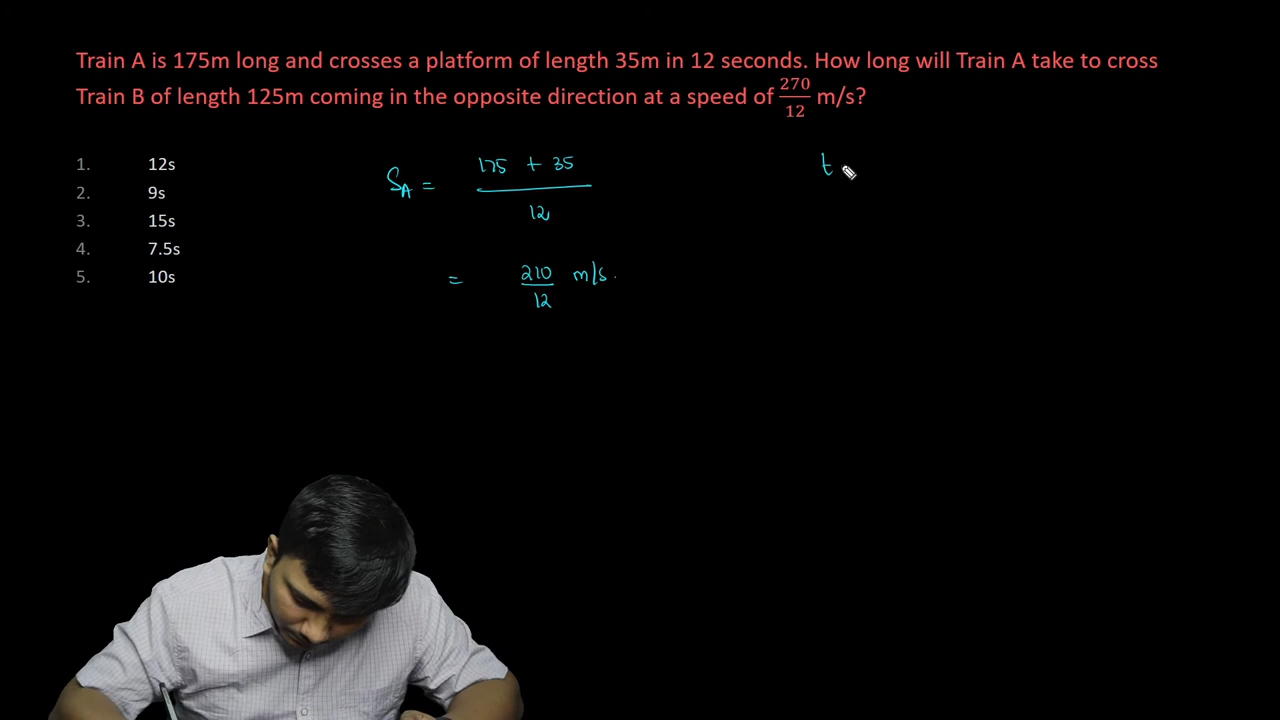 Train A is 175m long and crosses a platform of length 35m in 12 seconds. How long will Train A take to cross
Train B of length 125m coming in the opposite direction at a speed of 270/12 m/s?
1. 12s
2. 9s
3. 15s
4. 7.5s
5. 10s
S_A = (175 + 35)/12
= 210/12 m/s.
t